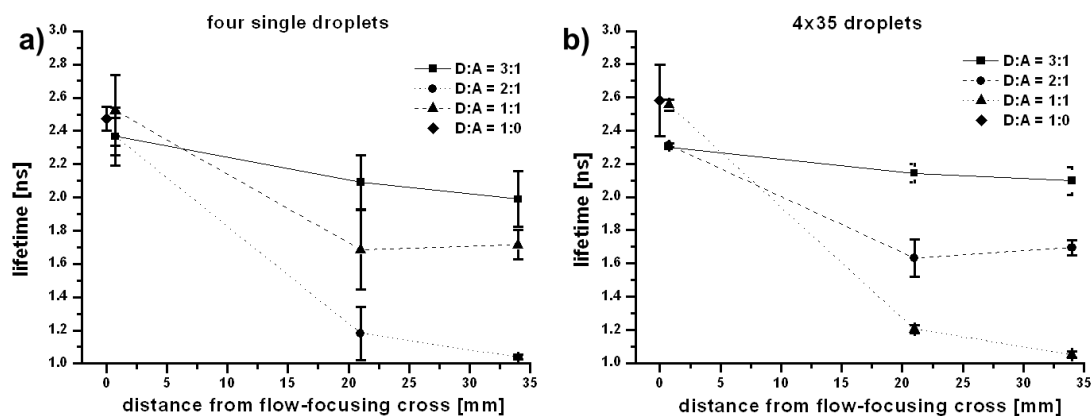 a)
four single droplets
D:A = 3:1
D:A = 2:1
D:A = 1:1
D:A = 1:0
lifetime [ns]
3.0
2.8
2.6
2.4
2.2
2.0
1.8
1.6
1.4
1.2
1.0
0 5 10 15 20 25 30 35
distance from flow-focusing cross [mm]
b)
4x35 droplets
D:A = 3:1
D:A = 2:1
D:A = 1:1
D:A = 1:0
lifetime [ns]
3.0
2.8
2.6
2.4
2.2
2.0
1.8
1.6
1.4
1.2
1.0
0 5 10 15 20 25 30 35
distance from flow-focusing cross [mm]